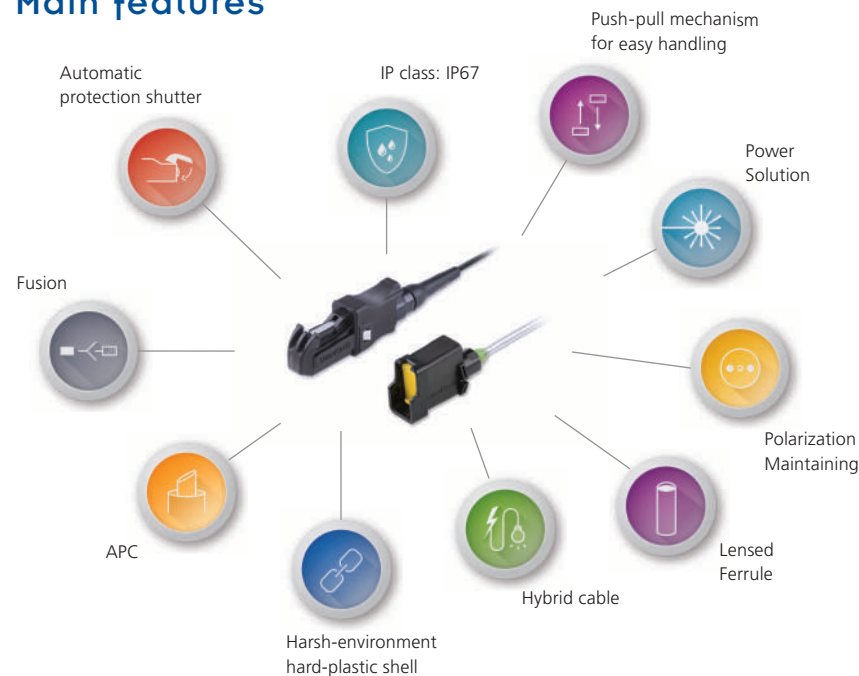 Main features
Push-pull mechanism
for easy handling
Automatic
protection shutter
IP class: IP67
Power
Solution
Fusion
Polarization
Maintaining
APC
Lensed
Ferrule
Hybrid cable
Harsh-environment
hard-plastic shell